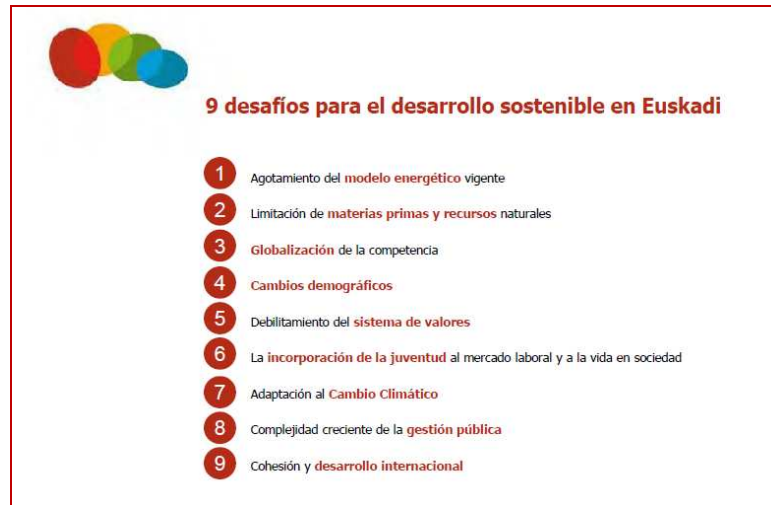 9 desafíos para el desarrollo sostenible en Euskadi
1 Agotamiento del modelo energético vigente
2 Limitación de materias primas y recursos naturales
3 Globalización de la competencia
4 Cambios demográficos
5 Debilitamiento del sistema de valores
6 La incorporación de la juventud al mercado laboral y a la vida en sociedad
7 Adaptación al Cambio Climático
8 Complejidad creciente de la gestión pública
9 Cohesión y desarrollo internacional